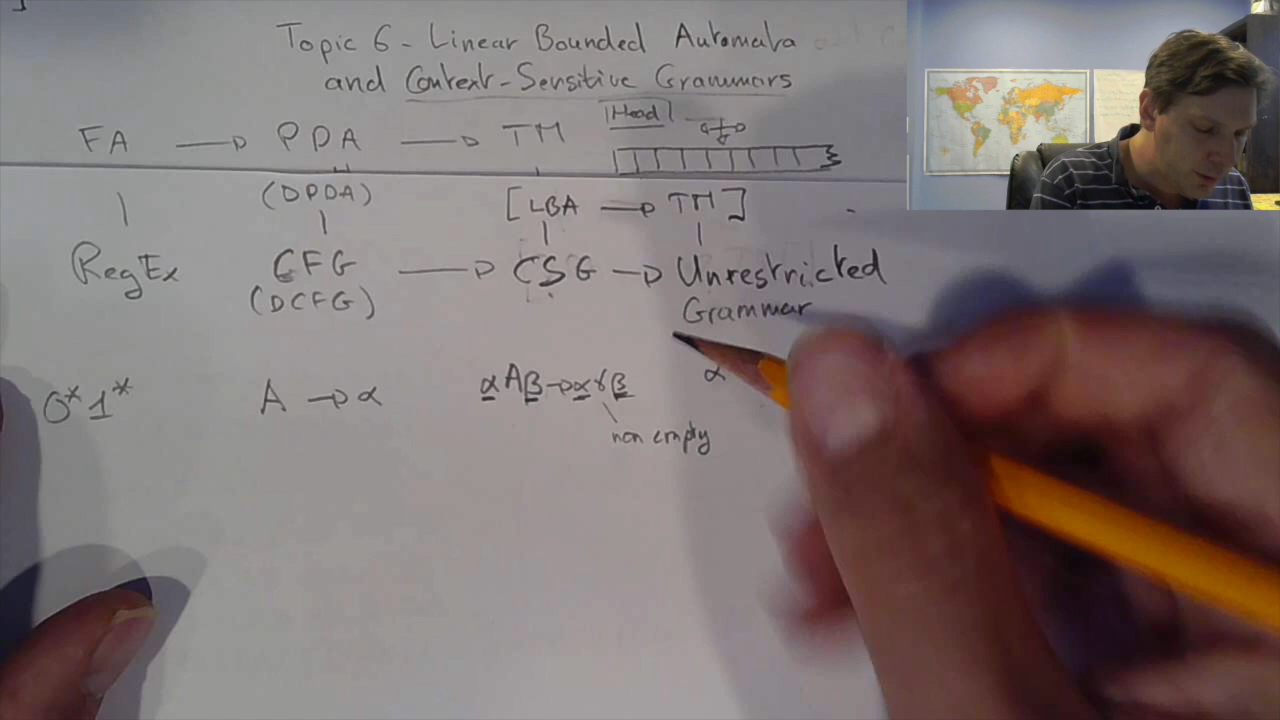 Topic 6 - Linear Bounded Automata
and Context-Sensitive Grammars
Head
FA → PDA → TM
(DPDA) [LBA → TM]
RegEx CFG → CSG → Unrestricted
(DCFG) Grammar
0*1* A → α αAβ → αγβ α
non empty